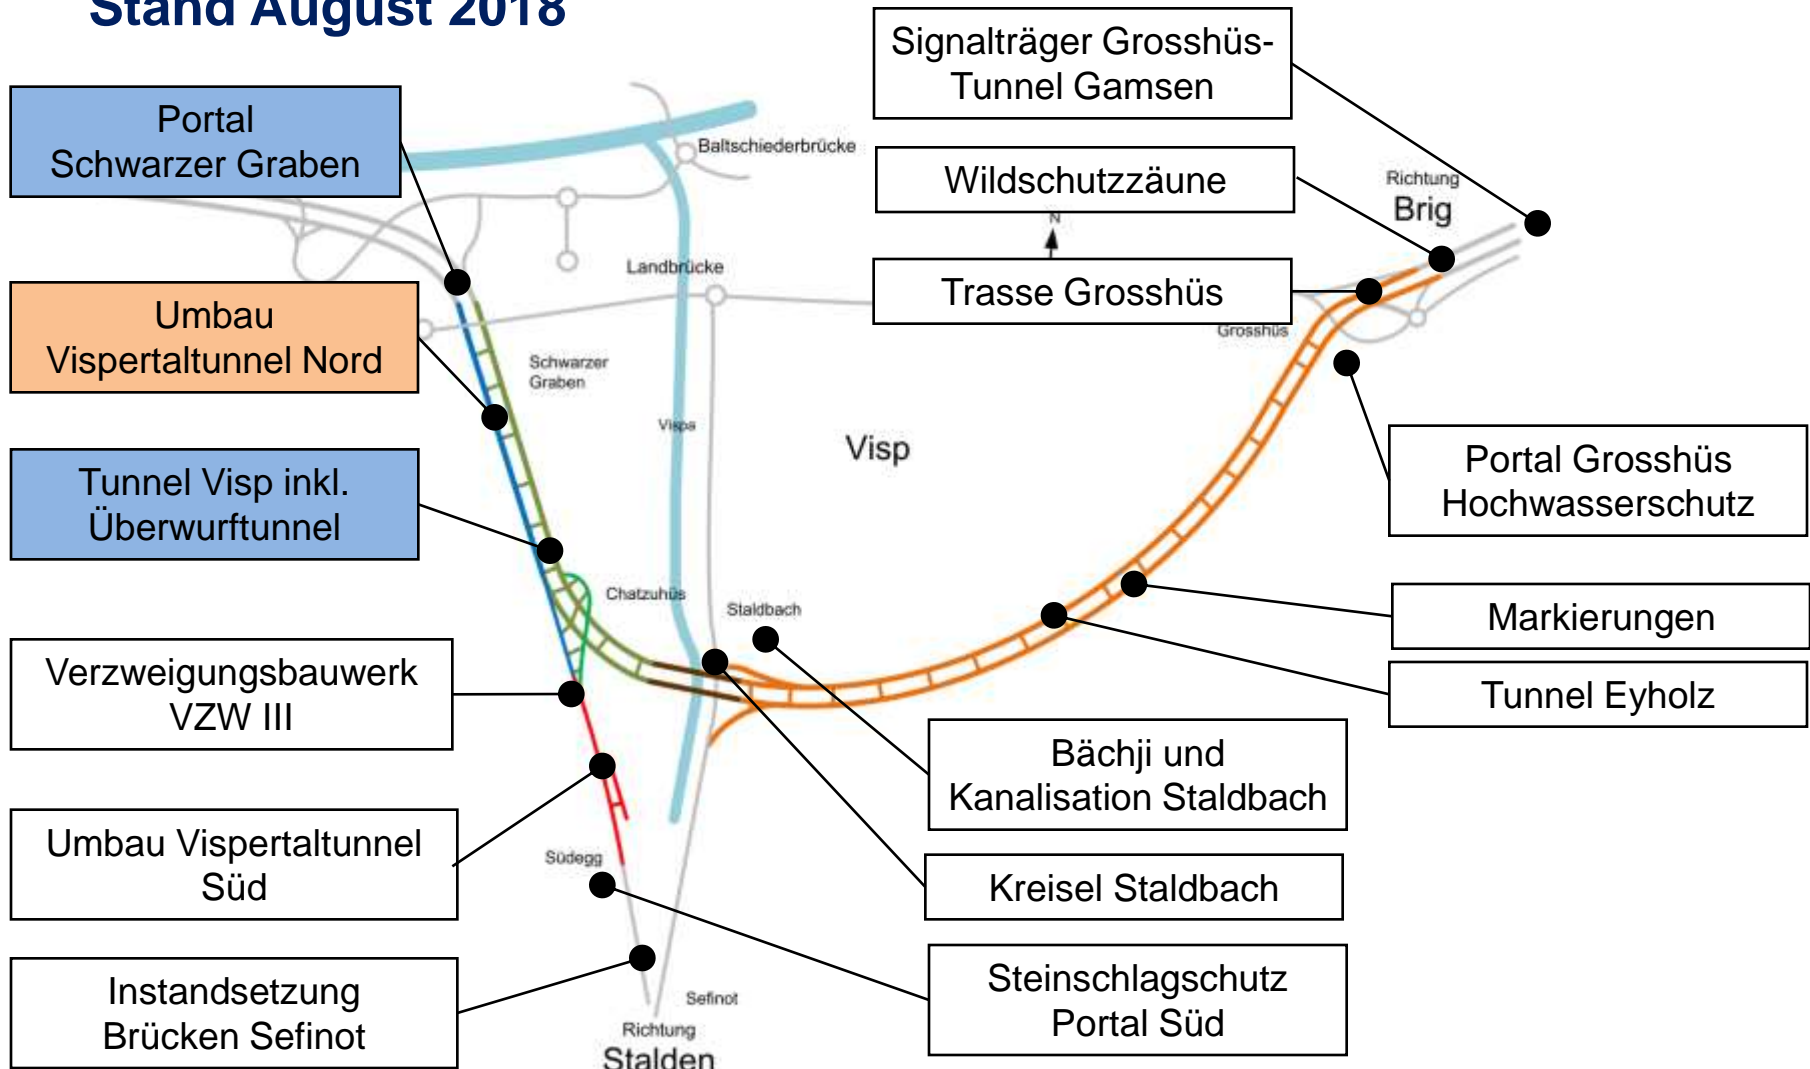 Stand August 2018
Signalträger Grosshüs-
Tunnel Gamsen
Portal
Schwarzer Graben
Baltschiederbrücke
Wildschutzzäune
Richtung
Brig
N
Landbrücke
Trasse Grosshüs
Grosshüs
Umbau
Vispertaltunnel Nord
Schwarzer
Graben
Vispa
Visp
Portal Grosshüs
Hochwasserschutz
Tunnel Visp inkl.
Überwurftunnel
Chatzuhüs
Staldbach
Markierungen
Verzweigungsbauwerk
VZW III
Tunnel Eyholz
Bächji und
Kanalisation Staldbach
Umbau Vispertaltunnel
Süd
Südegg
Kreisel Staldbach
Instandsetzung
Brücken Sefinot
Steinschlagschutz
Portal Süd
Sefinot
Richtung
Stalden